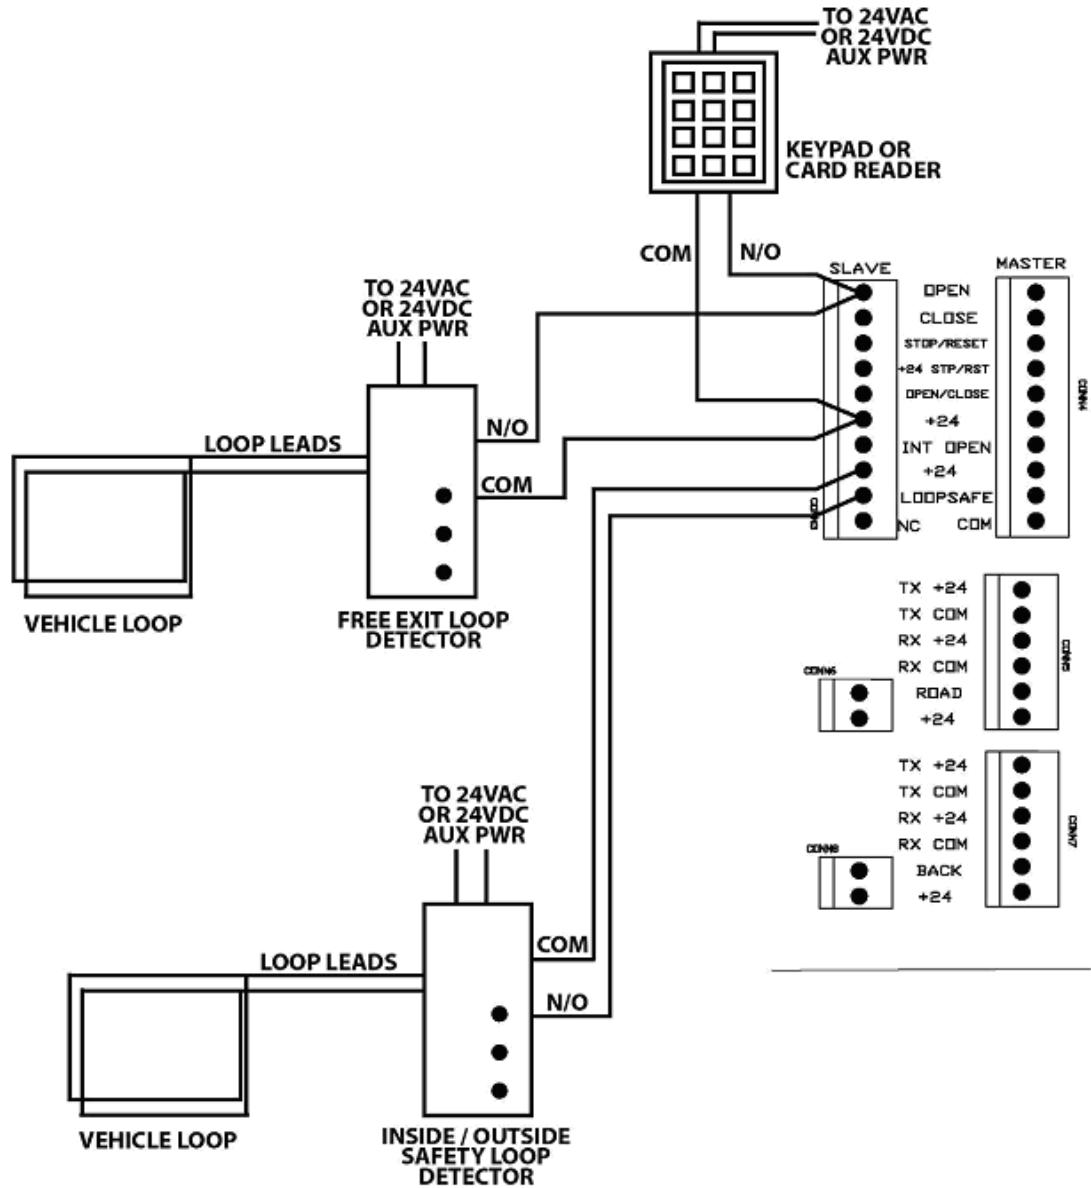 TO 24VAC
OR 24VDC
AUX PWR
KEYPAD OR
CARD READER
COM
N/O
SLAVE
MASTER
OPEN
CLOSE
STOP/RESET
+24 STP/RST
OPEN/CLOSE
+24
INT OPEN
+24
LOOPSAFE
NC
COM
TO 24VAC
OR 24VDC
AUX PWR
N/O
LOOP LEADS
COM
VEHICLE LOOP
FREE EXIT LOOP
DETECTOR
TX +24
TX COM
RX +24
RX COM
CONN6
ROAD
+24
TX +24
TX COM
RX +24
RX COM
CONN7
CONN8
BACK
+24
TO 24VAC
OR 24VDC
AUX PWR
COM
LOOP LEADS
N/O
VEHICLE LOOP
INSIDE / OUTSIDE
SAFETY LOOP
DETECTOR